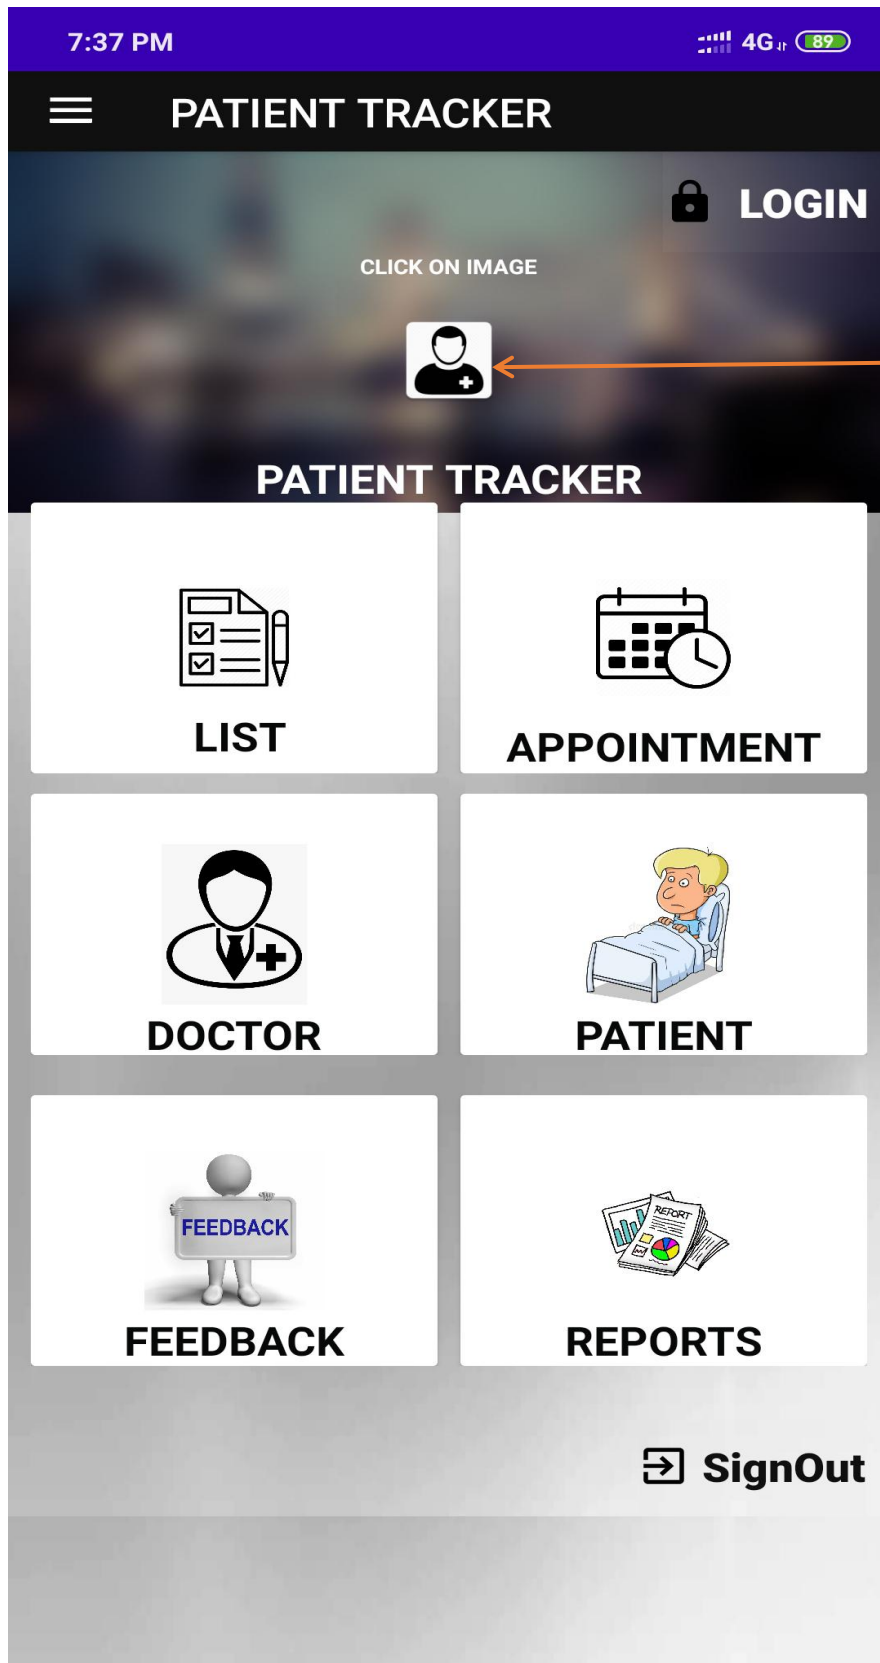 7:37 PM 4G 89
PATIENT TRACKER
LOGIN
CLICK ON IMAGE
PATIENT TRACKER
LIST
APPOINTMENT
DOCTOR
PATIENT
FEEDBACK
REPORT
FEEDBACK
REPORTS
SignOut